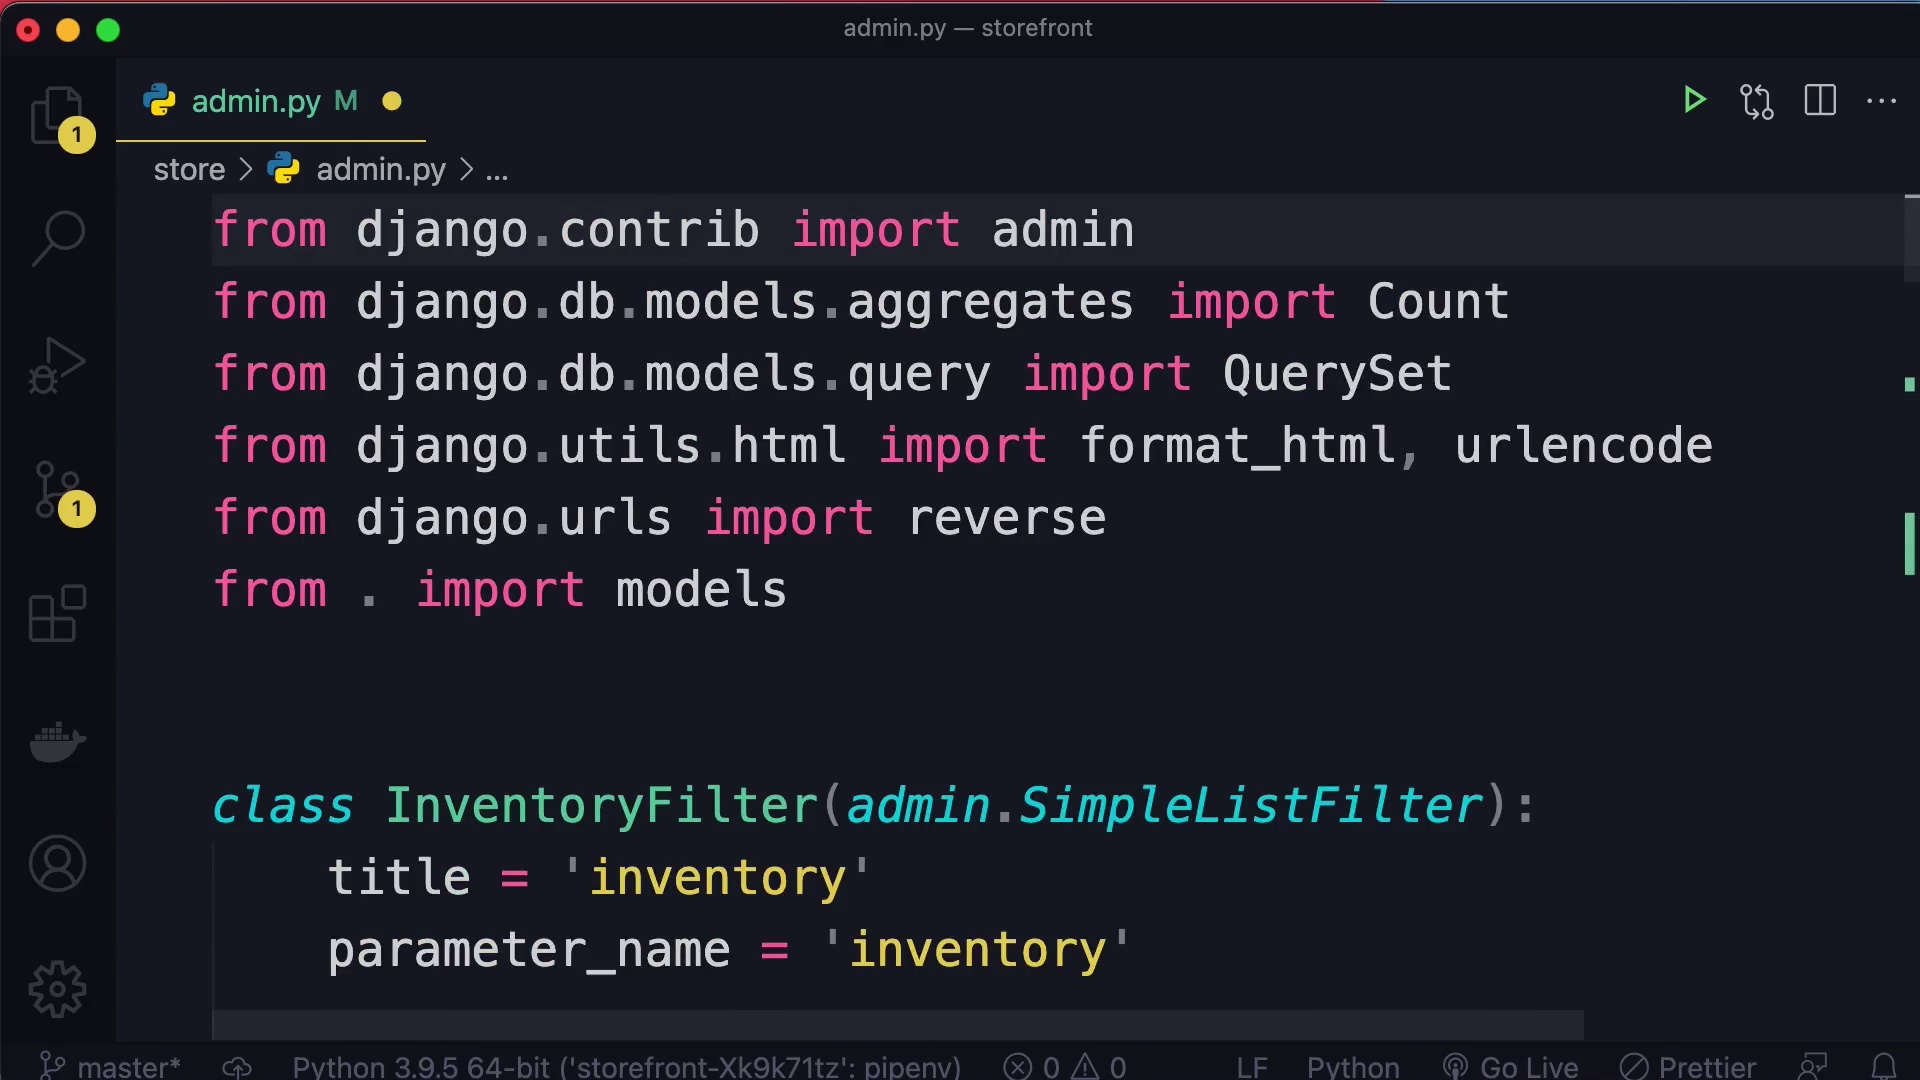 admin.py — storefront
admin.py M
1
store > admin.py > ...
from django.contrib import admin
from django.db.models.aggregates import Count
from django.db.models.query import QuerySet
from django.utils.html import format_html, urlencode
from django.urls import reverse
from . import models
1
class InventoryFilter(admin.SimpleListFilter):
title = 'inventory'
parameter_name = 'inventory'
master* Python 3.9.5 64-bit ('storefront-Xk9k71tz': pipenv) 0 0 LF Python Go Live Prettier